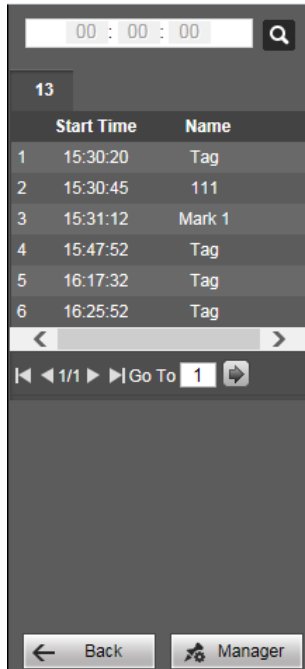 00 : 00 : 00
13
Start Time Name
1 15:30:20 Tag
2 15:30:45 111
3 15:31:12 Mark 1
4 15:47:52 Tag
5 16:17:32 Tag
6 16:25:52 Tag
1/1 Go To 1
Back Manager